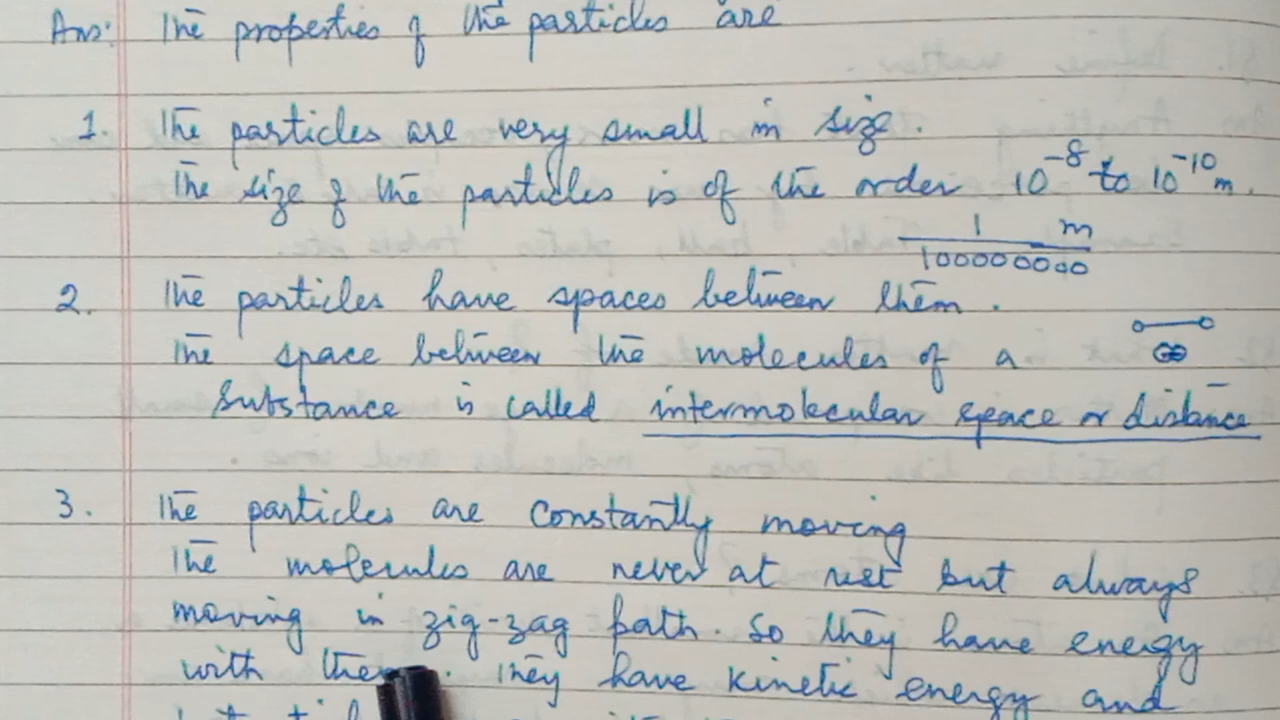 Ans: The properties of the particles are
1. The particles are very small in size.
The size of the particles is of the order 10⁻⁸ to 10⁻¹⁰ m.
1 m
100000000
2. The particles have spaces between them.
The space between the molecules of a
substance is called intermolecular space or distance
3. The particles are constantly moving
The molecules are never at rest but always
moving in zig-zag path. So they have energy
with them. They have kinetic energy and